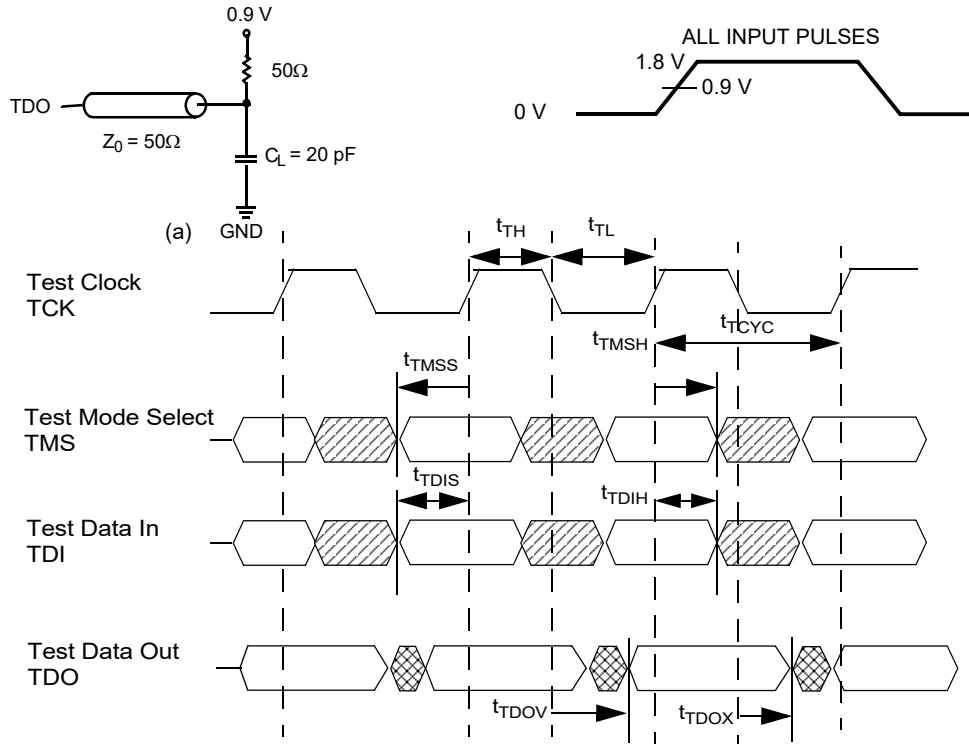 0.9 V
50Ω
TDO
Z0 = 50Ω
CL = 20 pF
(a)
GND
ALL INPUT PULSES
1.8 V
0.9 V
0 V
tTH
tTL
Test Clock
TCK
tTCYC
tTMSH
tTMSS
Test Mode Select
TMS
tTDIS
tTDIH
Test Data In
TDI
Test Data Out
TDO
tTDOV
tTDOX